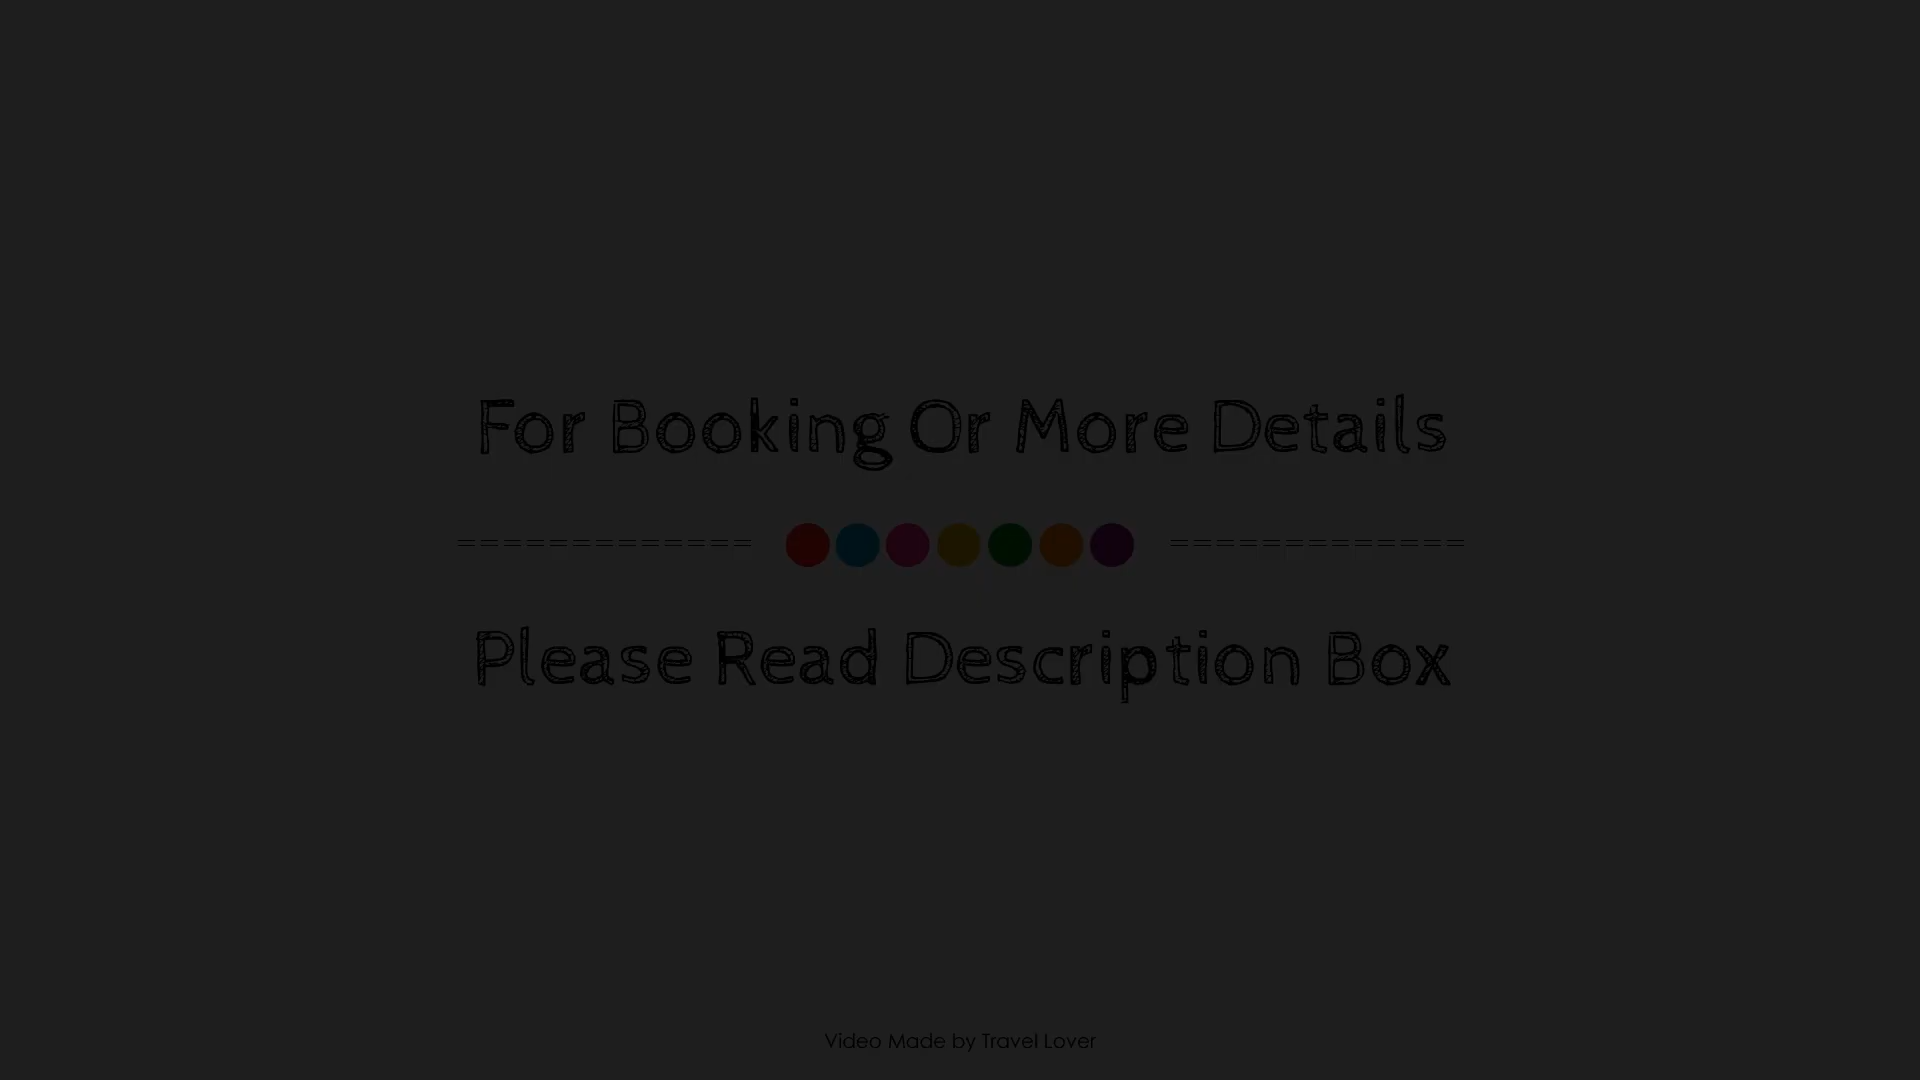 For Booking Or More Details
============= =============
Please Read Description Box
Video Made by Travel Lover